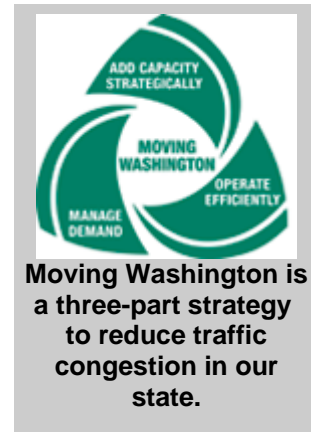 ADD CAPACITY
STRATEGICALLY
MOVING
WASHINGTON
OPERATE
EFFICIENTLY
MANAGE
DEMAND
Moving Washington is
a three-part strategy
to reduce traffic
congestion in our
state.